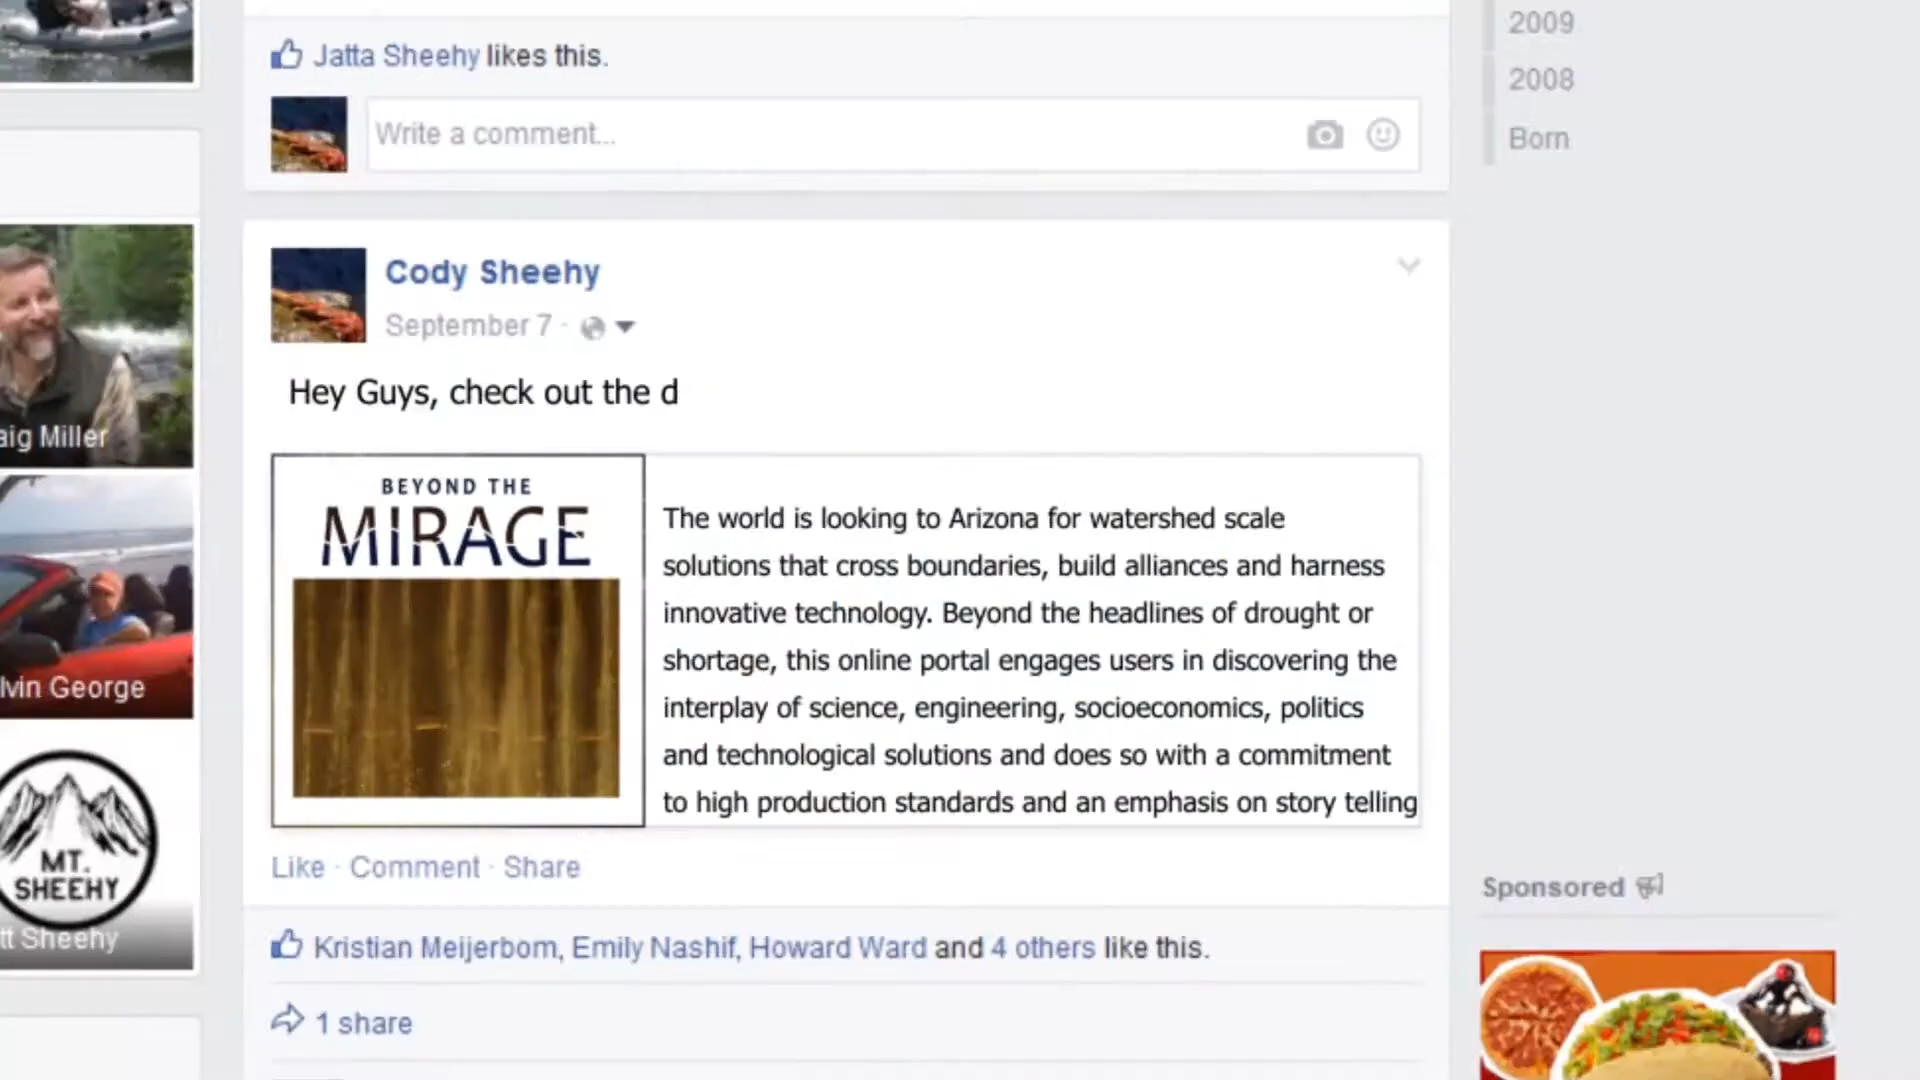 Jatta Sheehy likes this.
Write a comment...
2009
2008
Born
Cody Sheehy
September 7 ·
Hey Guys, check out the d
BEYOND THE
MIRAGE
The world is looking to Arizona for watershed scale
solutions that cross boundaries, build alliances and harness
innovative technology. Beyond the headlines of drought or
shortage, this online portal engages users in discovering the
interplay of science, engineering, socioeconomics, politics
and technological solutions and does so with a commitment
to high production standards and an emphasis on story telling
Like · Comment · Share
Kristian Meijerbom, Emily Nashif, Howard Ward and 4 others like this.
1 share
aig Miller
lvin George
MT.
SHEEHY
tt Sheehy
Sponsored